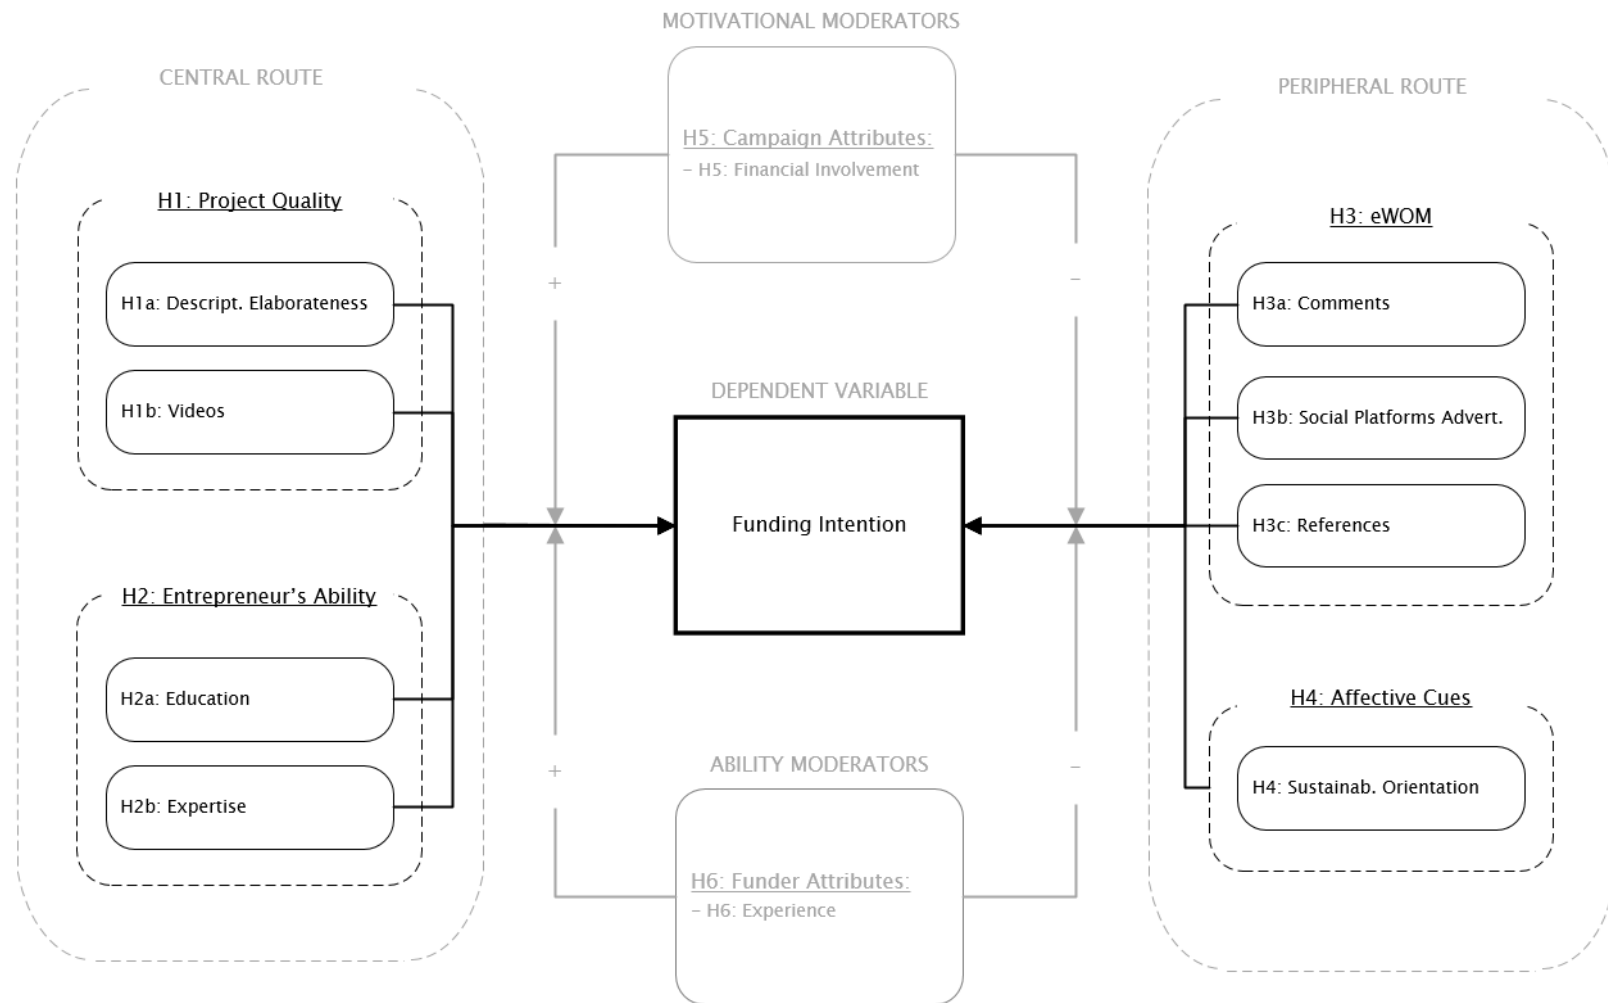 MOTIVATIONAL MODERATORS
H5: Campaign Attributes:
- H5: Financial Involvement
CENTRAL ROUTE
H1: Project Quality
H1a: Descript. Elaborateness
H1b: Videos
H2: Entrepreneur's Ability
H2a: Education
H2b: Expertise
+
+
DEPENDENT VARIABLE
Funding Intention
ABILITY MODERATORS
H6: Funder Attributes:
- H6: Experience
-
-
PERIPHERAL ROUTE
H3: eWOM
H3a: Comments
H3b: Social Platforms Advert.
H3c: References
H4: Affective Cues
H4: Sustainab. Orientation